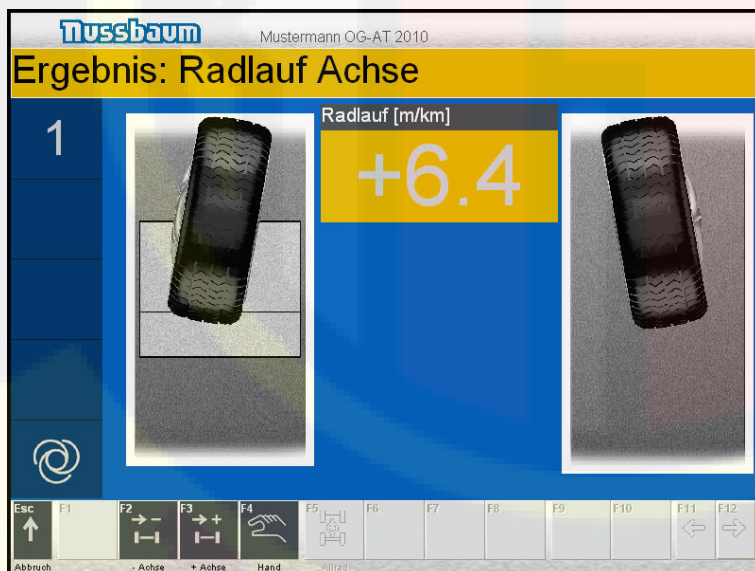 Nussbaum
Mustermann OG-AT 2010
Ergebnis: Radlauf Achse
1
Radlauf [m/km]
+6.4
Esc F1 F2 F3 F4 F5 F6 F7 F8 F9 F10 F11 F12
Abbruch - Achse + Achse Hand Allrad